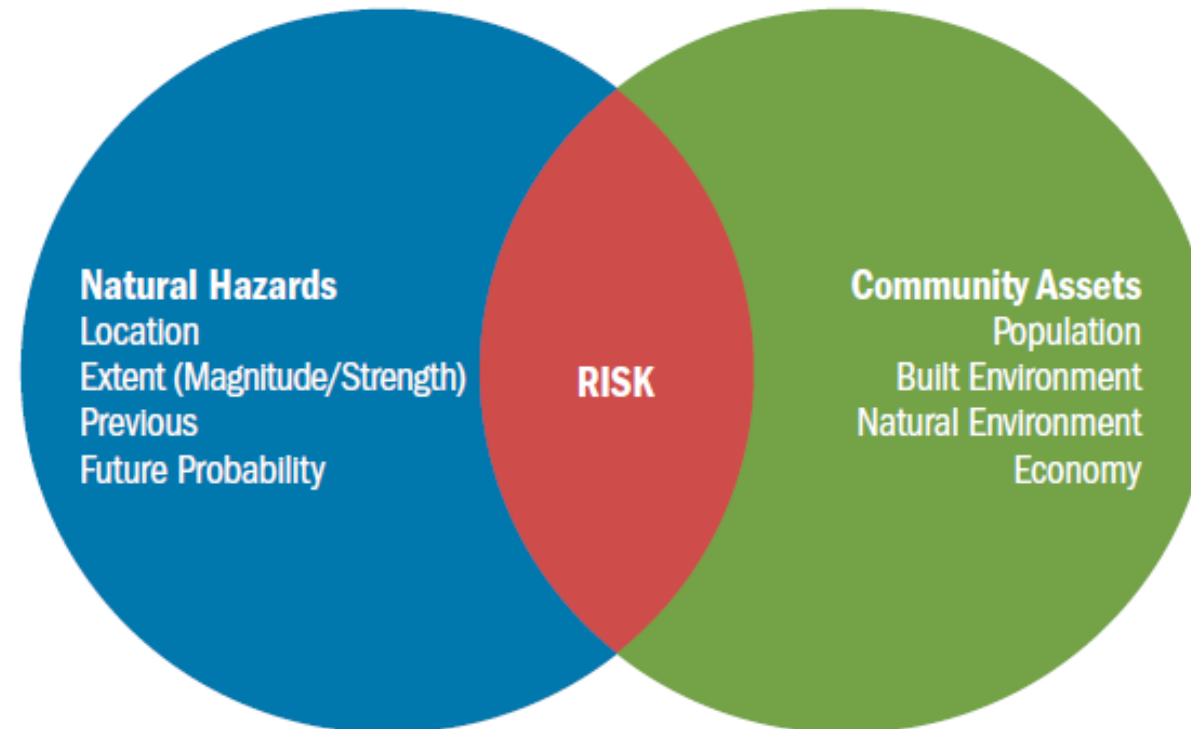 Natural Hazards
Location
Extent (Magnitude/Strength)
Previous
Future Probability
RISK
Community Assets
Population
Built Environment
Natural Environment
Economy